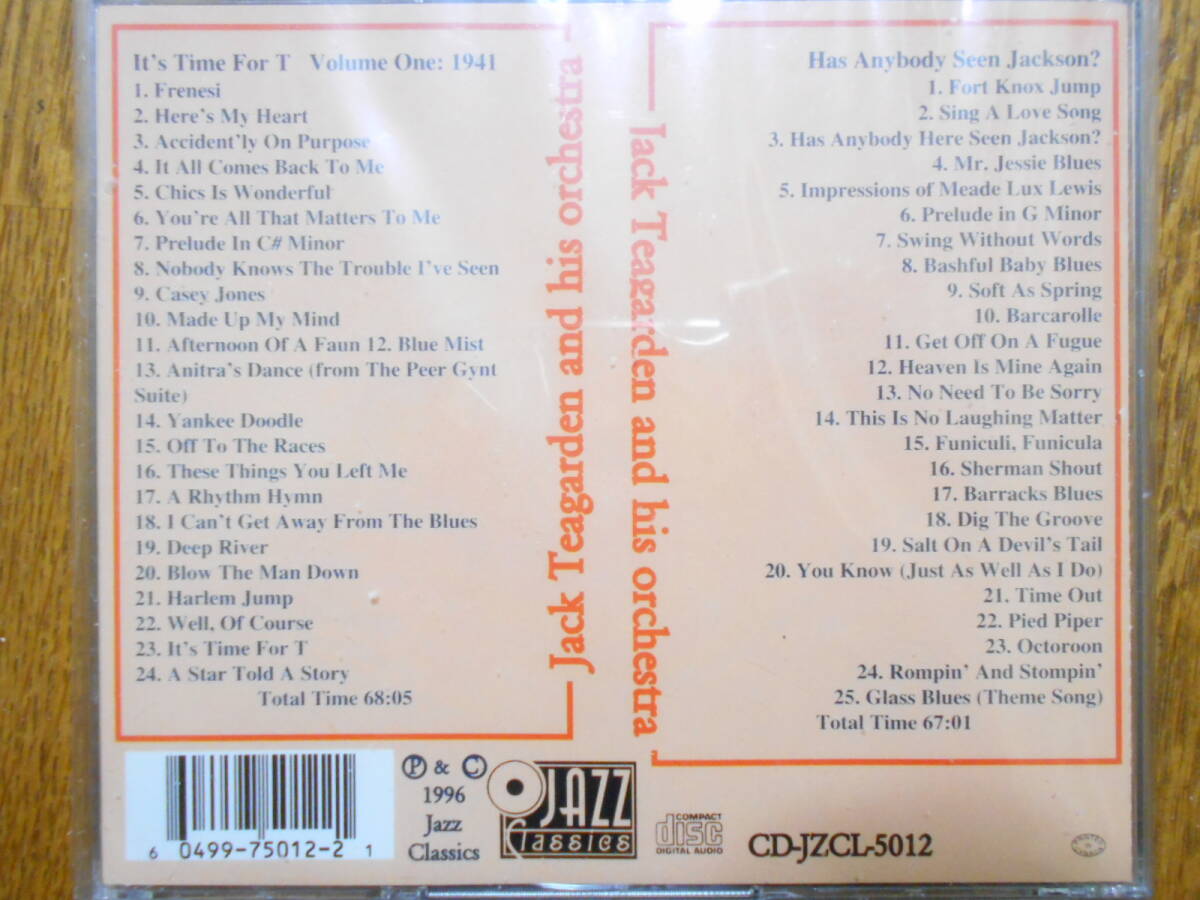 It's Time For T Volume One: 1941
1. Frenesi
2. Here's My Heart
3. Accident'ly On Purpose
4. It All Comes Back To Me
5. Chics Is Wonderful
6. You're All That Matters To Me
7. Prelude In C# Minor
8. Nobody Knows The Trouble I've Seen
9. Casey Jones
10. Made Up My Mind
11. Afternoon Of A Faun 12. Blue Mist
13. Anitra's Dance (from The Peer Gynt
Suite)
14. Yankee Doodle
15. Off To The Races
16. These Things You Left Me
17. A Rhythm Hymn
18. I Can't Get Away From The Blues
19. Deep River
20. Blow The Man Down
21. Harlem Jump
22. Well, Of Course
23. It's Time For T
24. A Star Told A Story
Total Time 68:05
Jack Teagarden and his orchestra
Jack Teagarden and his orchestra
Has Anybody Seen Jackson?
1. Fort Knox Jump
2. Sing A Love Song
3. Has Anybody Here Seen Jackson?
4. Mr. Jessie Blues
5. Impressions of Meade Lux Lewis
6. Prelude in G Minor
7. Swing Without Words
8. Bashful Baby Blues
9. Soft As Spring
10. Barcarolle
11. Get Off On A Fugue
12. Heaven Is Mine Again
13. No Need To Be Sorry
14. This Is No Laughing Matter
15. Funiculi, Funicula
16. Sherman Shout
17. Barracks Blues
18. Dig The Groove
19. Salt On A Devil's Tail
20. You Know (Just As Well As I Do)
21. Time Out
22. Pied Piper
23. Octoroon
24. Rompin' And Stompin'
25. Glass Blues (Theme Song)
Total Time 67:01
6 0499-75012-2 1
Ⓟ & Ⓒ
1996
Jazz
Classics
JAZZ
Classics
COMPACT
disc
DIGITAL AUDIO
CD-JZCL-5012